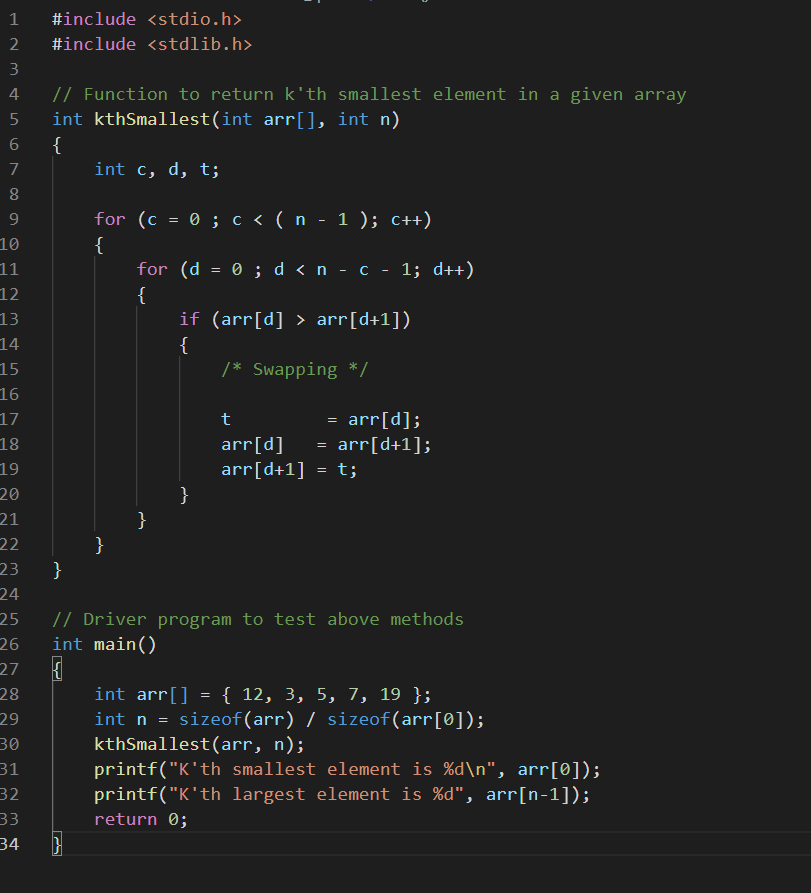 1 #include <stdio.h>
2 #include <stdlib.h>
3
4 // Function to return k'th smallest element in a given array
5 int kthSmallest(int arr[], int n)
6 {
7     int c, d, t;
8
9     for (c = 0 ; c < ( n - 1 ); c++)
10     {
11         for (d = 0 ; d < n - c - 1; d++)
12         {
13             if (arr[d] > arr[d+1])
14             {
15                 /* Swapping */
16
17                 t         = arr[d];
18                 arr[d]   = arr[d+1];
19                 arr[d+1] = t;
20             }
21         }
22     }
23 }
24
25 // Driver program to test above methods
26 int main()
27 {
28     int arr[] = { 12, 3, 5, 7, 19 };
29     int n = sizeof(arr) / sizeof(arr[0]);
30     kthSmallest(arr, n);
31     printf("K'th smallest element is %d\n", arr[0]);
32     printf("K'th largest element is %d", arr[n-1]);
33     return 0;
34 }